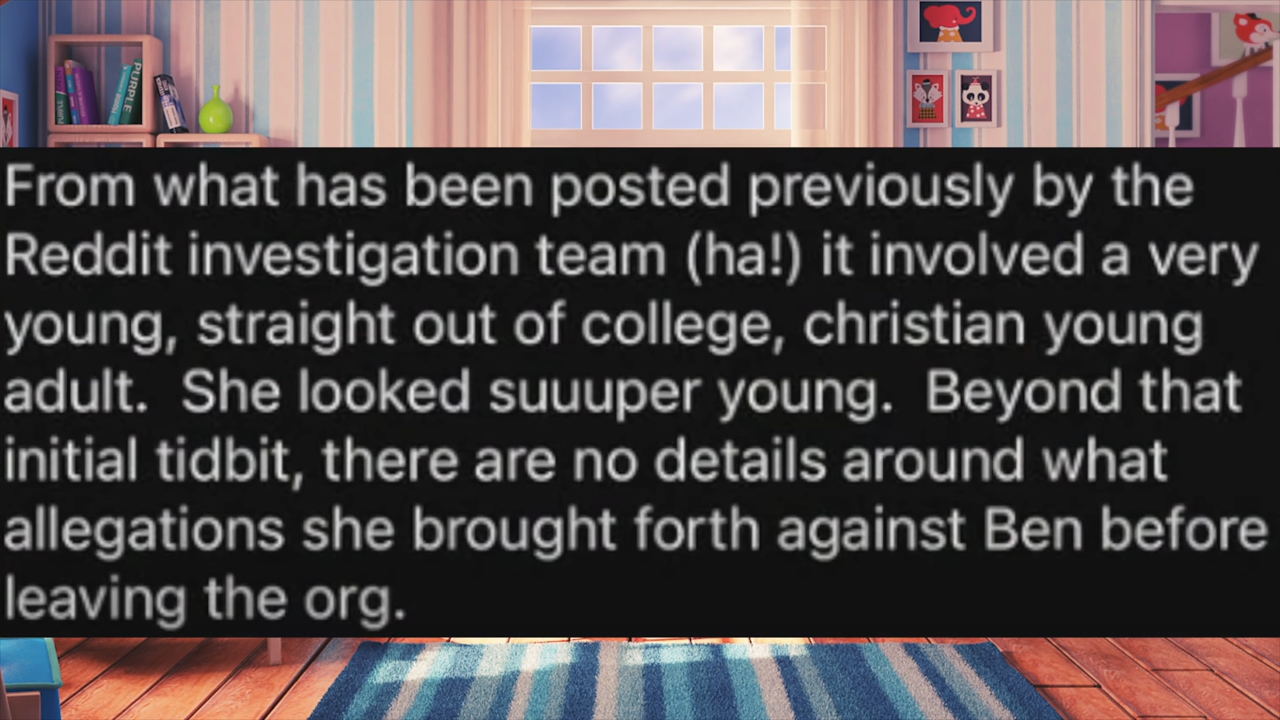 PURPLE
From what has been posted previously by the
Reddit investigation team (ha!) it involved a very
young, straight out of college, christian young
adult.  She looked suuuper young.  Beyond that
initial tidbit, there are no details around what
allegations she brought forth against Ben before
leaving the org.